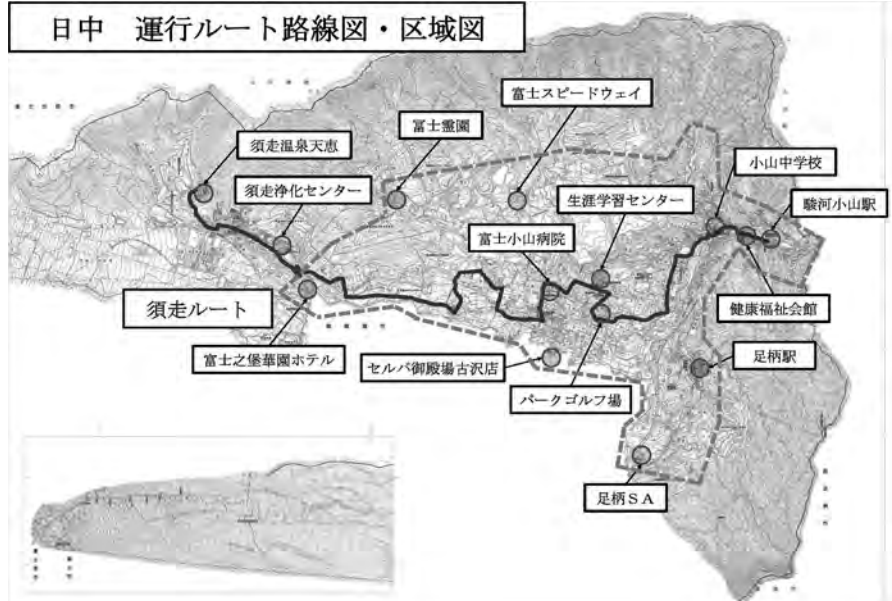 日中　運行ルート路線図・区域図
富士スピードウェイ
冨士霊園
須走温泉天恵
小山中学校
須走浄化センター
生涯学習センター
駿河小山駅
富士小山病院
須走ルート
健康福祉会館
富士之堡華園ホテル
セルバ御殿場古沢店
足柄駅
パークゴルフ場
足柄ＳＡ